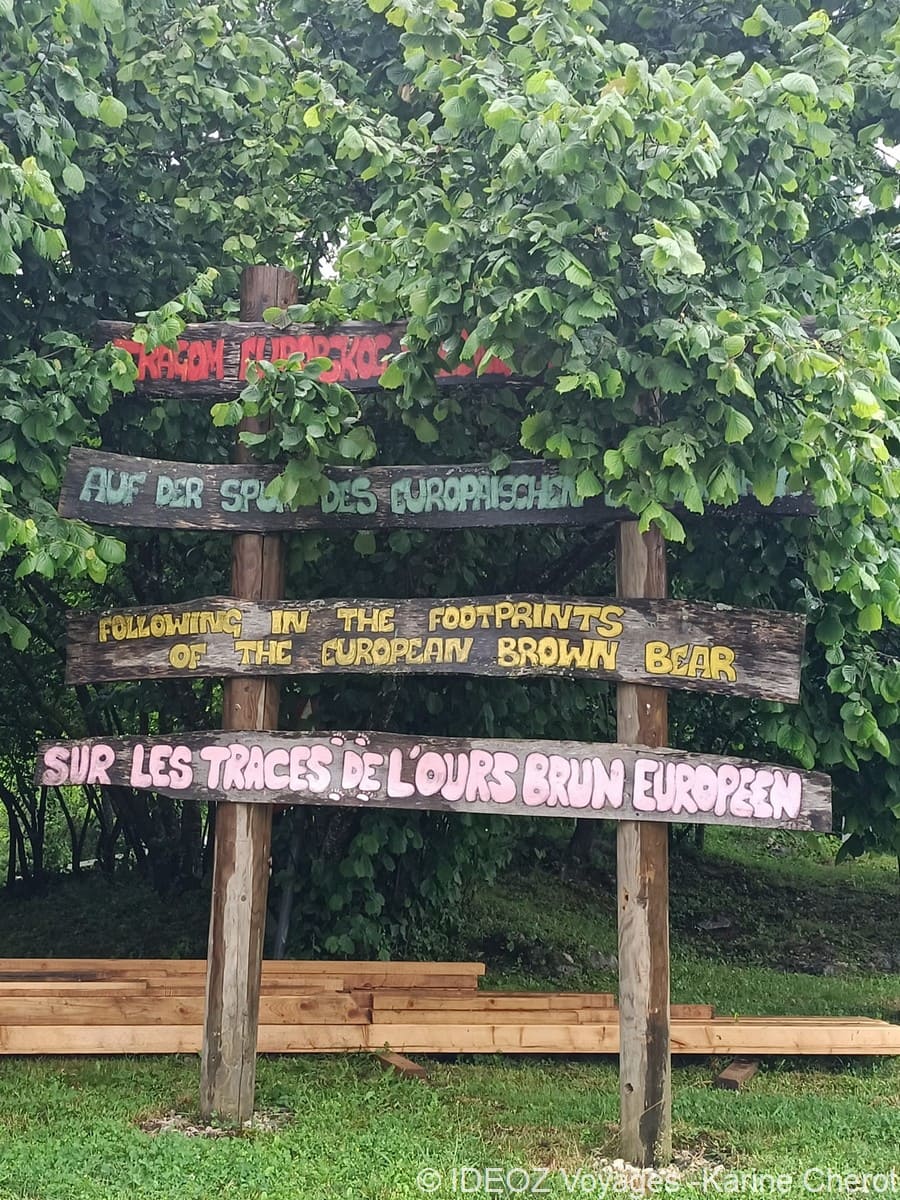 TRAGOM
AUF DER SPUR DES EUROPÄISCHEN
FOLLOWING IN THE FOOTPRINTS
OF THE EUROPEAN BROWN BEAR
SUR LES TRACES DE L'OURS BRUN EUROPEEN
© IDEOZ Voyages - Karine Cherot